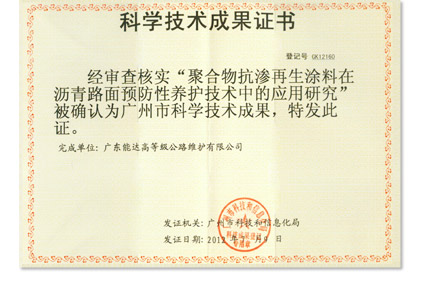 科学技术成果证书
登记号 GK12160
经审查核实“聚合物抗渗再生涂料在
沥青路面预防性养护技术中的应用研究”
被确认为广州市科学技术成果，特发此
证。
完成单位：广东能达高等级公路维护有限公司
发证机关：广州市科技和信息化局
发证日期：2012 年 月 9 日